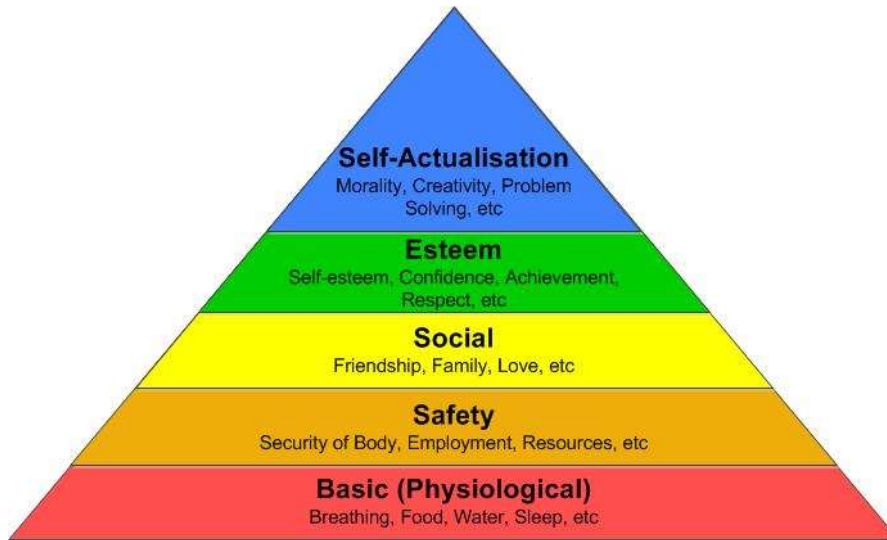 Self-Actualisation
Morality, Creativity, Problem
Solving, etc
Esteem
Self-esteem, Confidence, Achievement,
Respect, etc
Social
Friendship, Family, Love, etc
Safety
Security of Body, Employment, Resources, etc
Basic (Physiological)
Breathing, Food, Water, Sleep, etc